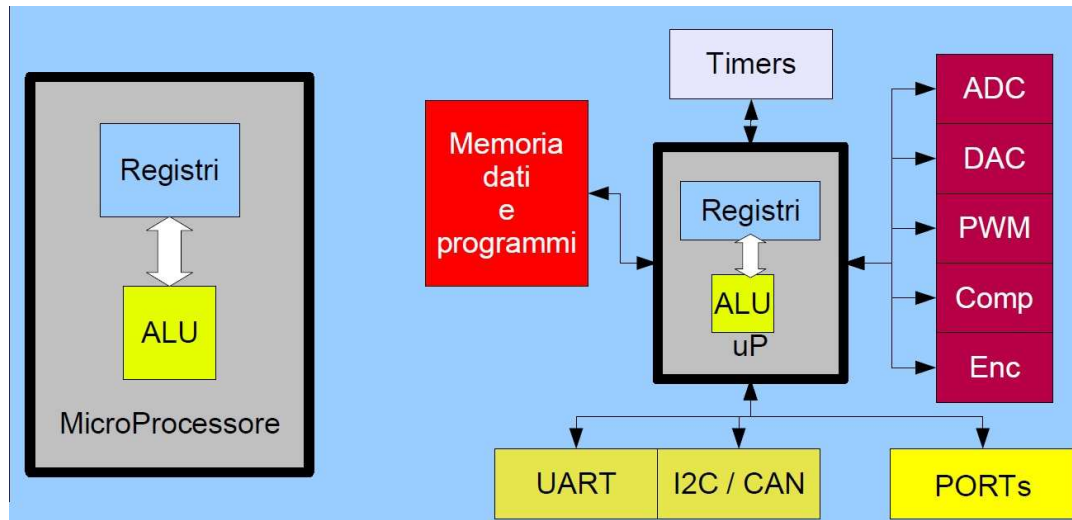 Registri
ALU
MicroProcessore
Timers
Memoria
dati
e
programmi
Registri
ALU
uP
ADC
DAC
PWM
Comp
Enc
UART
I2C / CAN
PORTs